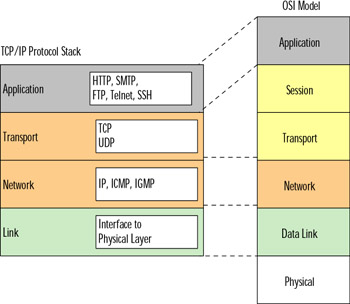 OSI Model
TCP/IP Protocol Stack
Application
HTTP, SMTP,
FTP, Telnet, SSH
Transport
TCP
UDP
Network
IP, ICMP, IGMP
Link
Interface to
Physical Layer
Application
Session
Transport
Network
Data Link
Physical